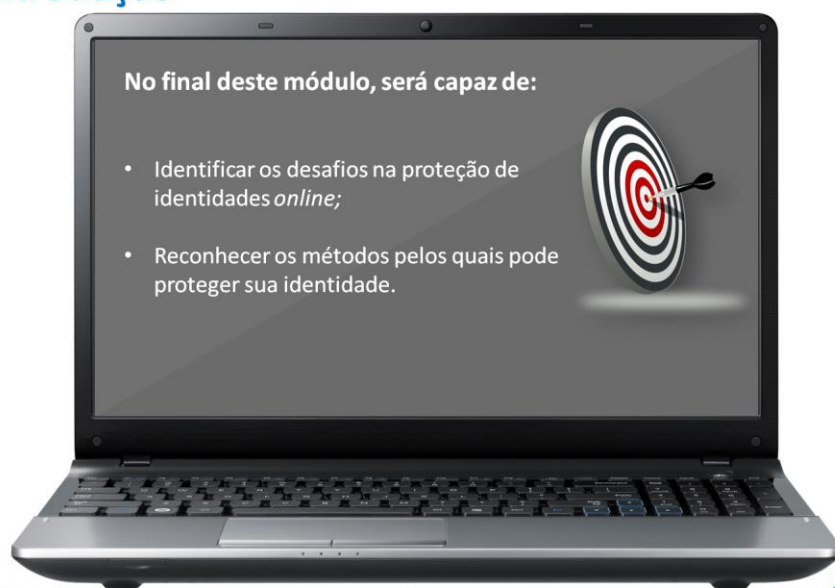 No final deste módulo, será capaz de:
• Identificar os desafios na proteção de
identidades online;
• Reconhecer os métodos pelos quais pode
proteger sua identidade.